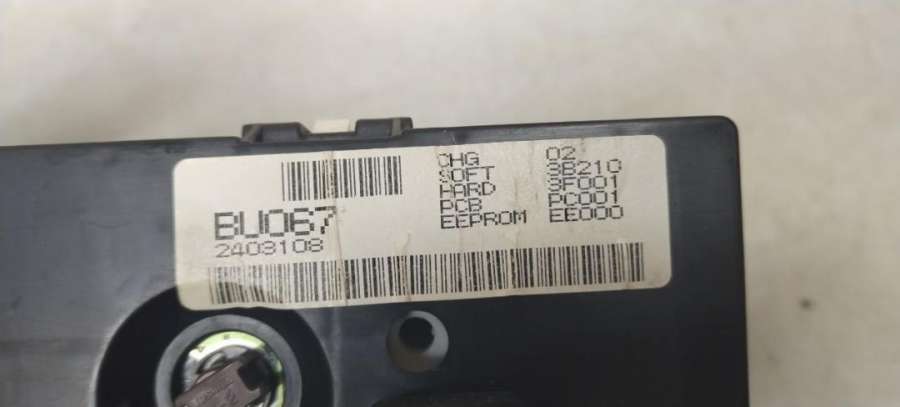 CHG 02
SOFT 3B210
HARD 3F001
PCB PC001
EEPROM EE000
BU067
2403108